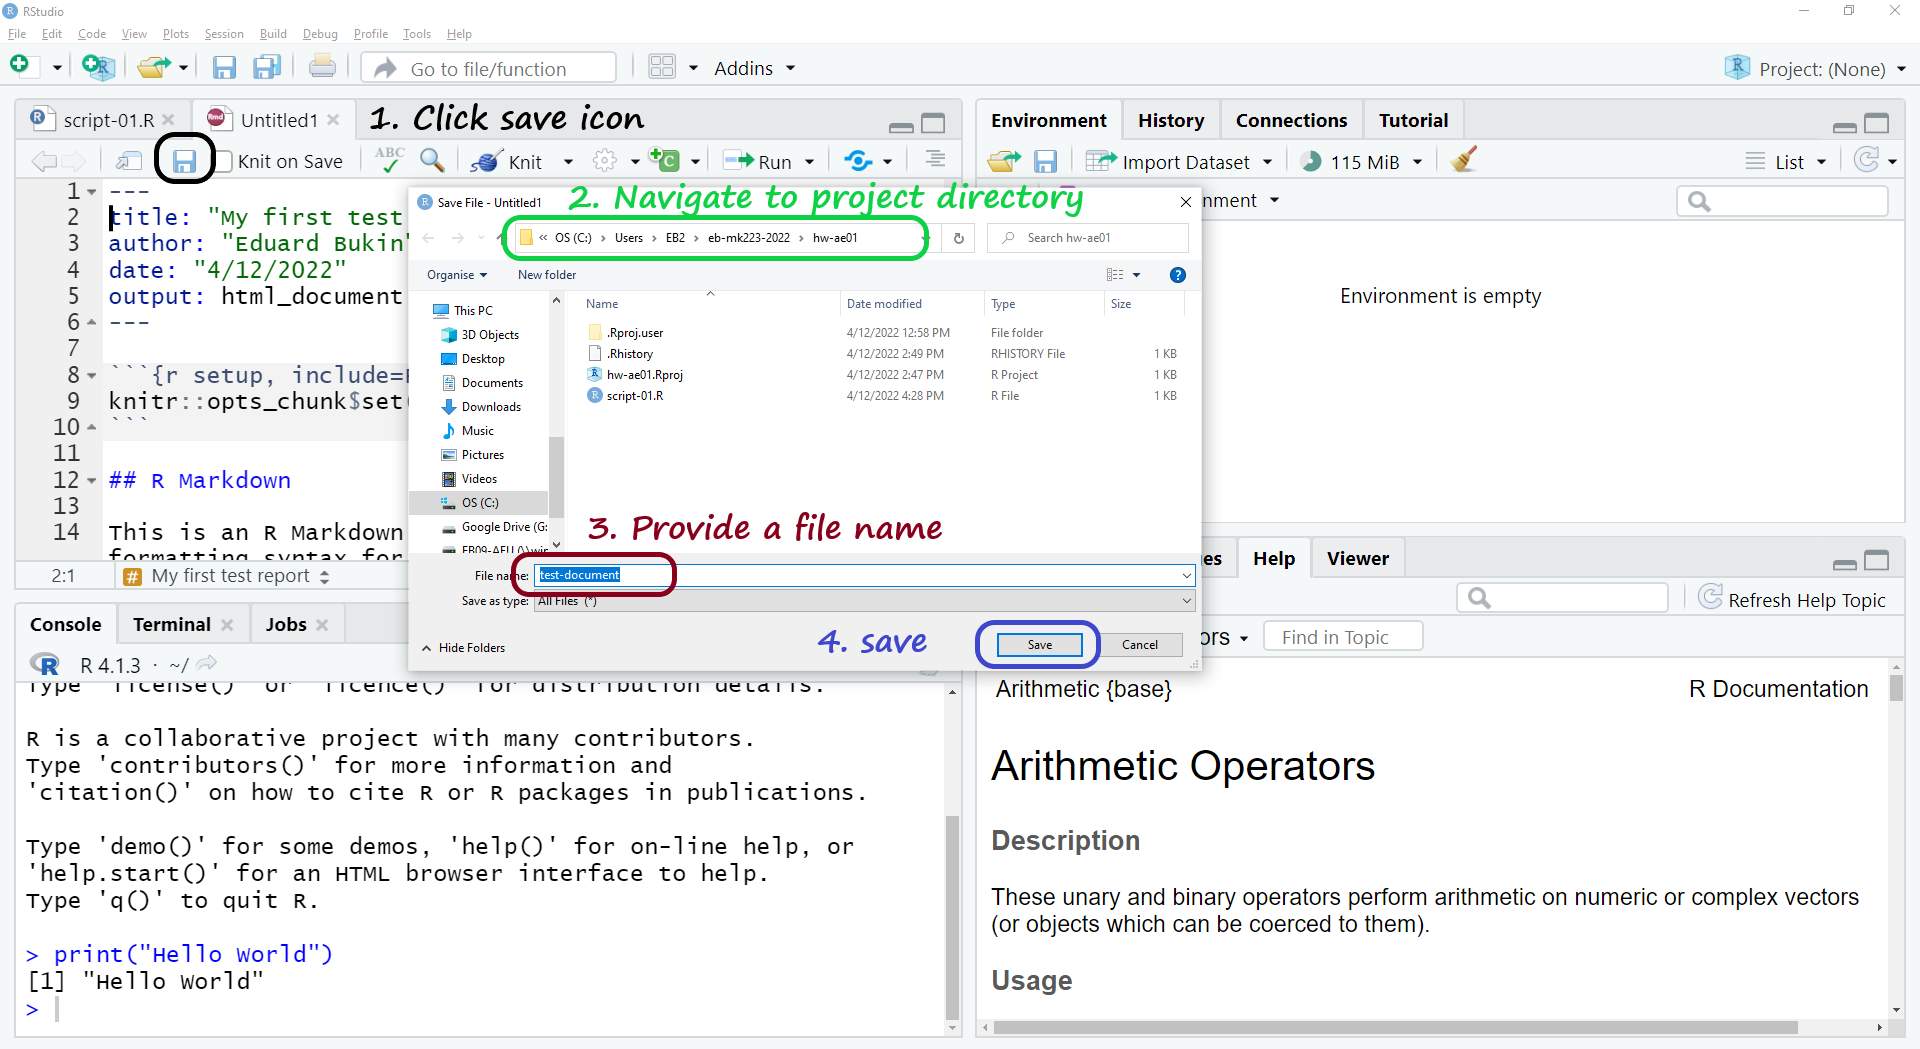 RStudio
File Edit Code View Plots Session Build Debug Profile Tools Help
Go to file/function Addins Project: (None)
script-01.R Untitled1 1. Click save icon
Knit on Save ABC Knit Run
1 ---
2 title: "My first test
3 author: "Eduard Bukin"
4 date: "4/12/2022"
5 output: html_document
6 ---
7
8 ```{r setup, include=
9 knitr::opts_chunk$set(
10 ```
11
12 ## R Markdown
13
14 This is an R Markdown
formatting syntax for
2:1 # My first test report
Save File - Untitled1 2. Navigate to project directory
« OS (C:) › Users › EB2 › eb-mk223-2022 › hw-ae01 Search hw-ae01
Organise New folder
This PC
3D Objects
Desktop
Documents
Downloads
Music
Pictures
Videos
OS (C:)
Google Drive (G:
Name Date modified Type Size
.Rproj.user 4/12/2022 12:58 PM File folder
.Rhistory 4/12/2022 2:49 PM RHISTORY File 1 KB
hw-ae01.Rproj 4/12/2022 2:47 PM R Project 1 KB
script-01.R 4/12/2022 4:28 PM R File 1 KB
3. Provide a file name
File name: test-document
Save as type: All Files (*)
Hide Folders 4. save Save Cancel
Console Terminal Jobs
R 4.1.3 · ~/
Type 'license()' or 'licence()' for distribution details.
R is a collaborative project with many contributors.
Type 'contributors()' for more information and
'citation()' on how to cite R or R packages in publications.
Type 'demo()' for some demos, 'help()' for on-line help, or
'help.start()' for an HTML browser interface to help.
Type 'q()' to quit R.
> print("Hello World")
[1] "Hello World"
>
Environment History Connections Tutorial
Import Dataset 115 MiB List
nment
Environment is empty
es Help Viewer
Refresh Help Topic
ors Find in Topic
Arithmetic {base} R Documentation
Arithmetic Operators
Description
These unary and binary operators perform arithmetic on numeric or complex vectors
(or objects which can be coerced to them).
Usage